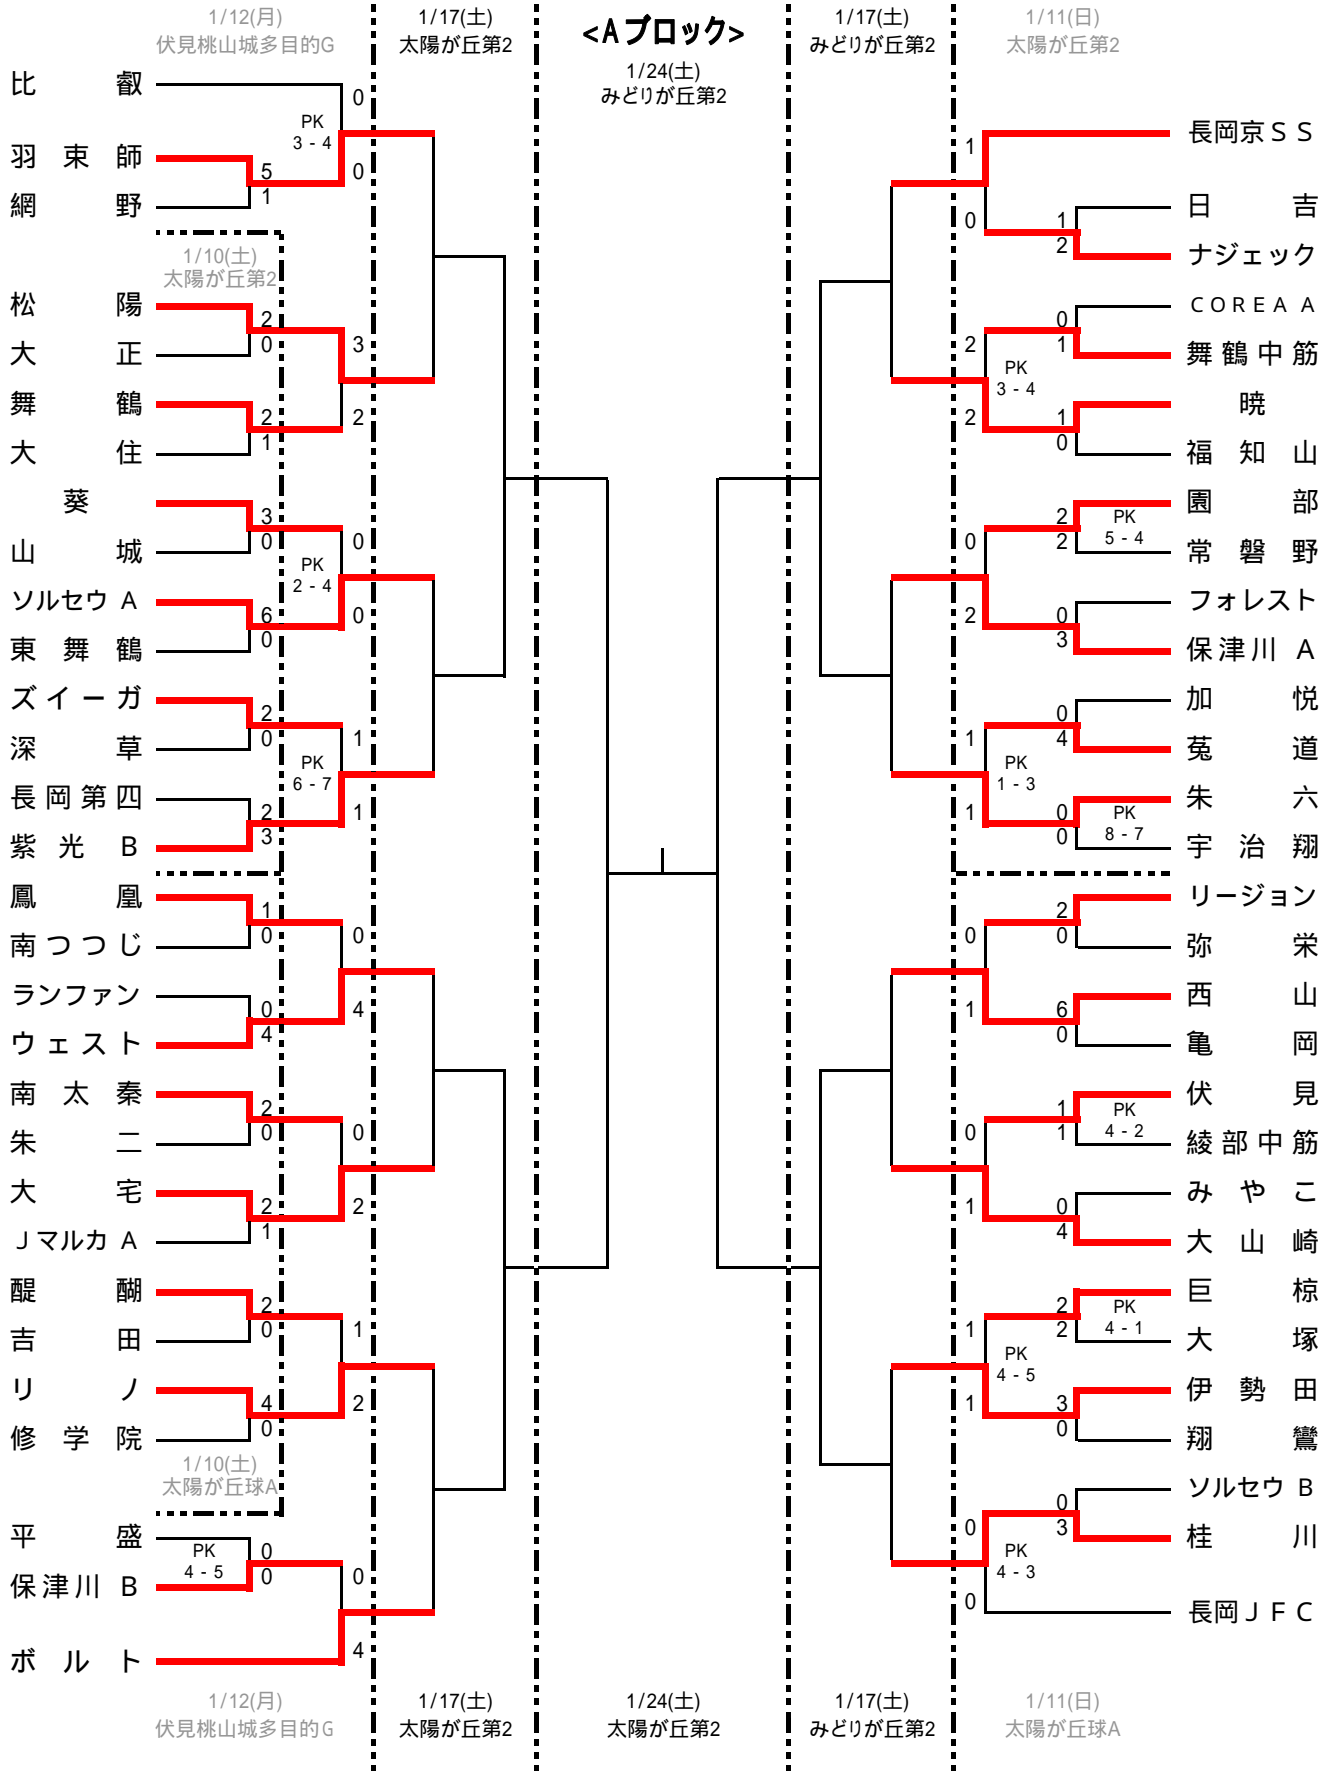 <Aブロック>
1/12(月)
伏見桃山城多目的G
1/17(土)
太陽が丘第2
1/24(土)
みどりが丘第2
1/17(土)
みどりが丘第2
1/11(日)
太陽が丘第2
比 叡
0
PK
3 - 4
羽 束 師
5
0
網 野
1
1/10(土)
太陽が丘第2
松 陽
2
大 正
0
3
舞 鶴
2
2
大 住
1
葵
3
山 城
0
0
PK
2 - 4
ソルセウ A
6
0
東 舞 鶴
0
ズイーガ
2
深 草
0
1
PK
6 - 7
長岡第四
2
1
紫 光 B
3
鳳 凰
1
南つつじ
0
0
ランファン
0
4
ウェスト
4
南 太 秦
2
朱 二
0
0
大 宅
2
2
Jマルカ A
1
醍 醐
2
吉 田
0
1
リ ノ
4
2
修 学 院
0
1/10(土)
太陽が丘球A
平 盛
0
PK
4 - 5
保津川 B
0
0
ボ ル ト
4
長岡京SS
1
日 吉
1
0
ナジェック
2
COREA A
0
舞鶴中筋
1
2
PK
3 - 4
暁
1
2
福 知 山
0
園 部
2
PK
5 - 4
常 磐 野
2
0
フォレスト
0
2
保津川 A
3
加 悦
0
菟 道
4
1
PK
1 - 3
朱 六
0
1
PK
8 - 7
宇 治 翔
0
リージョン
2
弥 栄
0
0
西 山
6
1
亀 岡
0
伏 見
1
PK
4 - 2
綾部中筋
1
0
み や こ
0
1
大 山 崎
4
巨 椋
2
PK
4 - 1
大 塚
2
1
PK
4 - 5
伊 勢 田
3
1
翔 鸞
0
ソルセウ B
0
桂 川
3
0
PK
4 - 3
長岡JFC
0
1/12(月)
伏見桃山城多目的G
1/17(土)
太陽が丘第2
1/24(土)
太陽が丘第2
1/17(土)
みどりが丘第2
1/11(日)
太陽が丘球A